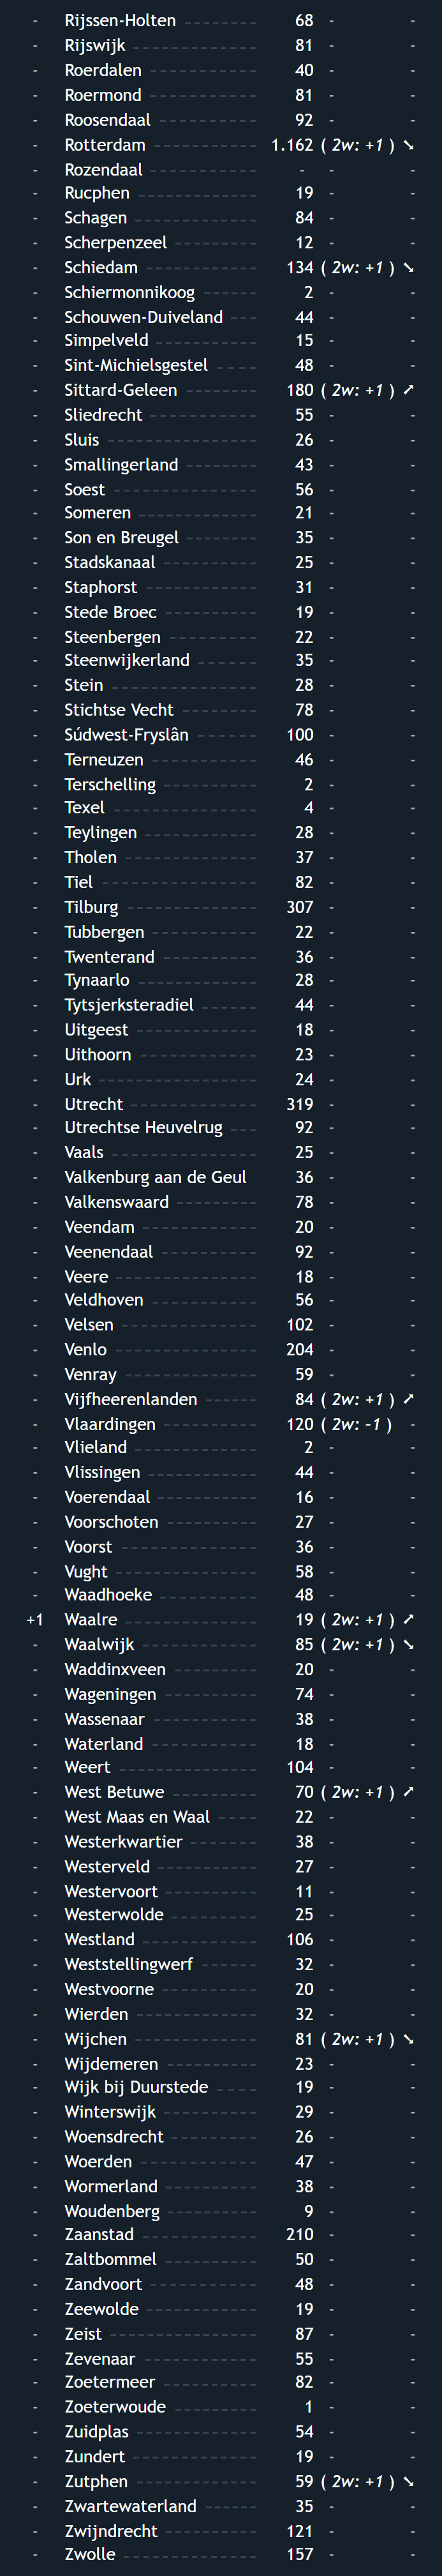 - Rijssen-Holten 68 - -
- Rijswijk 81 - -
- Roerdalen 40 - -
- Roermond 81 - -
- Roosendaal 92 - -
- Rotterdam 1.162 ( 2w: +1 ) ➘
- Rozendaal - - -
- Rucphen 19 - -
- Schagen 84 - -
- Scherpenzeel 12 - -
- Schiedam 134 ( 2w: +1 ) ➘
- Schiermonnikoog 2 - -
- Schouwen-Duiveland 44 - -
- Simpelveld 15 - -
- Sint-Michielsgestel 48 - -
- Sittard-Geleen 180 ( 2w: +1 ) ➚
- Sliedrecht 55 - -
- Sluis 26 - -
- Smallingerland 43 - -
- Soest 56 - -
- Someren 21 - -
- Son en Breugel 35 - -
- Stadskanaal 25 - -
- Staphorst 31 - -
- Stede Broec 19 - -
- Steenbergen 22 - -
- Steenwijkerland 35 - -
- Stein 28 - -
- Stichtse Vecht 78 - -
- Súdwest-Fryslân 100 - -
- Terneuzen 46 - -
- Terschelling 2 - -
- Texel 4 - -
- Teylingen 28 - -
- Tholen 37 - -
- Tiel 82 - -
- Tilburg 307 - -
- Tubbergen 22 - -
- Twenterand 36 - -
- Tynaarlo 28 - -
- Tytsjerksteradiel 44 - -
- Uitgeest 18 - -
- Uithoorn 23 - -
- Urk 24 - -
- Utrecht 319 - -
- Utrechtse Heuvelrug 92 - -
- Vaals 25 - -
- Valkenburg aan de Geul 36 - -
- Valkenswaard 78 - -
- Veendam 20 - -
- Veenendaal 92 - -
- Veere 18 - -
- Veldhoven 56 - -
- Velsen 102 - -
- Venlo 204 - -
- Venray 59 - -
- Vijfheerenlanden 84 ( 2w: +1 ) ➚
- Vlaardingen 120 ( 2w: -1 ) -
- Vlieland 2 - -
- Vlissingen 44 - -
- Voerendaal 16 - -
- Voorschoten 27 - -
- Voorst 36 - -
- Vught 58 - -
- Waadhoeke 48 - -
+1 Waalre 19 ( 2w: +1 ) ➚
- Waalwijk 85 ( 2w: +1 ) ➘
- Waddinxveen 20 - -
- Wageningen 74 - -
- Wassenaar 38 - -
- Waterland 18 - -
- Weert 104 - -
- West Betuwe 70 ( 2w: +1 ) ➚
- West Maas en Waal 22 - -
- Westerkwartier 38 - -
- Westerveld 27 - -
- Westervoort 11 - -
- Westerwolde 25 - -
- Westland 106 - -
- Weststellingwerf 32 - -
- Westvoorne 20 - -
- Wierden 32 - -
- Wijchen 81 ( 2w: +1 ) ➘
- Wijdemeren 23 - -
- Wijk bij Duurstede 19 - -
- Winterswijk 29 - -
- Woensdrecht 26 - -
- Woerden 47 - -
- Wormerland 38 - -
- Woudenberg 9 - -
- Zaanstad 210 - -
- Zaltbommel 50 - -
- Zandvoort 48 - -
- Zeewolde 19 - -
- Zeist 87 - -
- Zevenaar 55 - -
- Zoetermeer 82 - -
- Zoeterwoude 1 - -
- Zuidplas 54 - -
- Zundert 19 - -
- Zutphen 59 ( 2w: +1 ) ➘
- Zwartewaterland 35 - -
- Zwijndrecht 121 - -
- Zwolle 157 - -